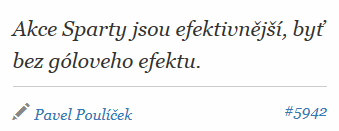 Akce Sparty jsou efektivnější, byť
bez góloveho efektu.
Pavel Poulíček
#5942